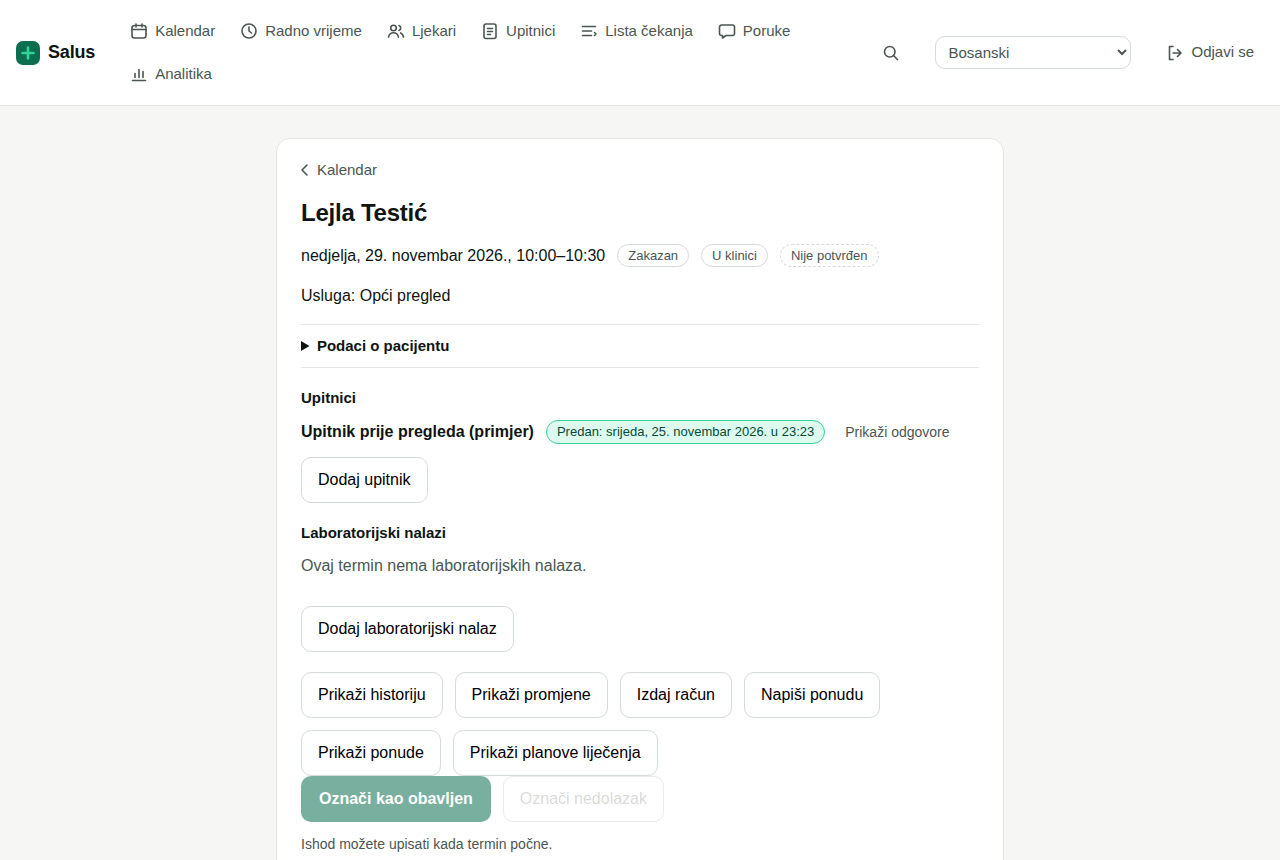 Salus
Kalendar
Radno vrijeme
Ljekari
Upitnici
Lista čekanja
Poruke
Analitika
Bosanski
Odjavi se
Kalendar
Lejla Testić
nedjelja, 29. novembar 2026., 10:00–10:30 Zakazan U klinici Nije potvrđen
Usluga: Opći pregled
Podaci o pacijentu
Upitnici
Upitnik prije pregleda (primjer) Predan: srijeda, 25. novembar 2026. u 23:23 Prikaži odgovore
Dodaj upitnik
Laboratorijski nalazi
Ovaj termin nema laboratorijskih nalaza.
Dodaj laboratorijski nalaz
Prikaži historiju Prikaži promjene Izdaj račun Napiši ponudu
Prikaži ponude Prikaži planove liječenja
Označi kao obavljen Označi nedolazak
Ishod možete upisati kada termin počne.